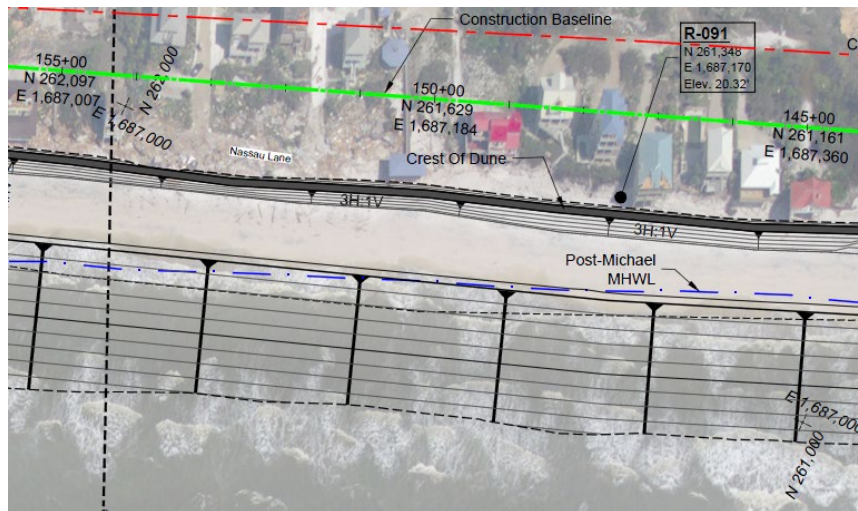 Construction Baseline
R-091
N 261,348
E 1,687,170
Elev. 20.32'
C
155+00
N 262,097
E 1,687,007
N 262,000
E 1,687,000
150+00
N 261,629
E 1,687,184
145+00
N 261,161
E 1,687,360
Nassau Lane
Crest Of Dune
3H:1V
3H:1V
Post-Michael
MHWL
E 1,687,000
N 261,000